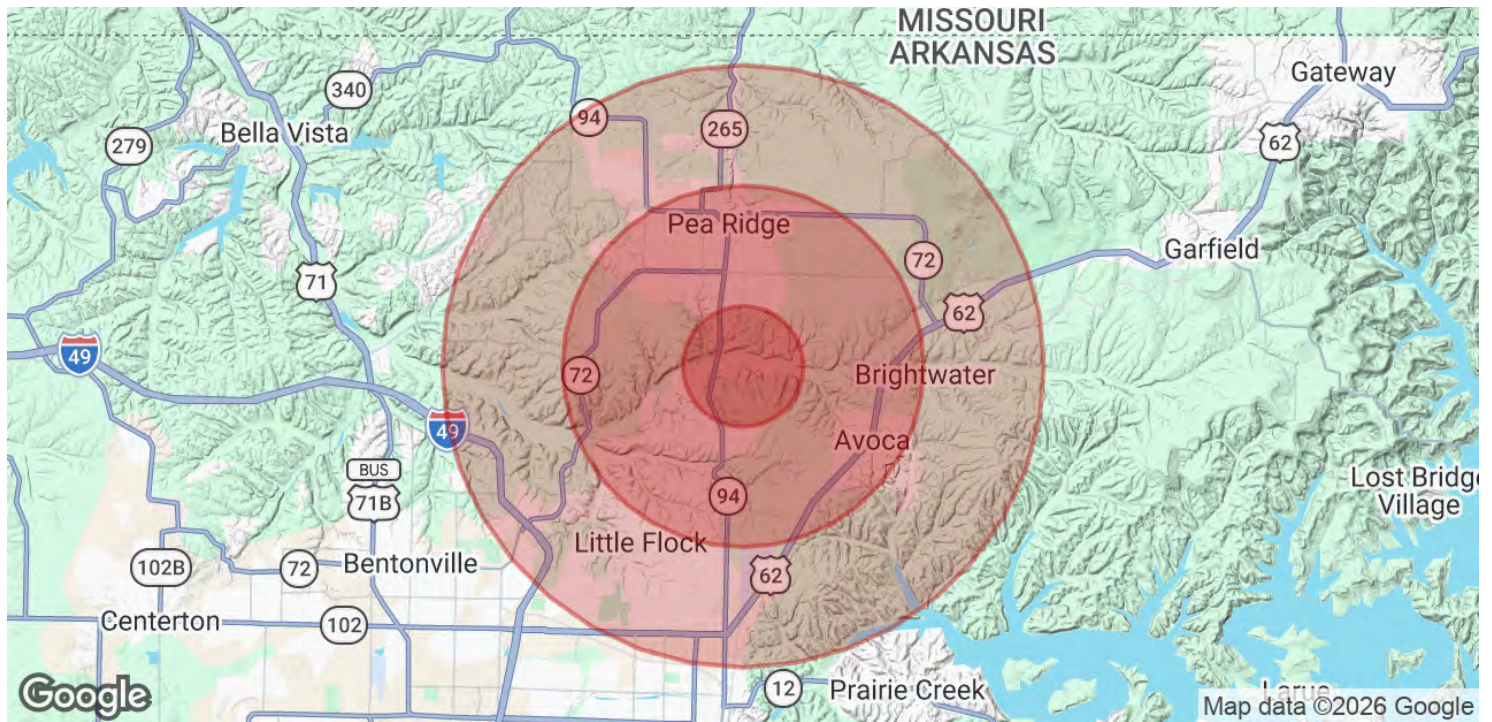 MISSOURI
ARKANSAS
Gateway
340
94
265
62
279
Bella Vista
Pea Ridge
Garfield
72
71
62
49
Brightwater
72
49
Avoca
BUS
71B
94
Lost Bridge
Village
Little Flock
102B
72
Bentonville
62
Centerton
102
12
Prairie Creek
Larue
Google
Map data ©2026 Google